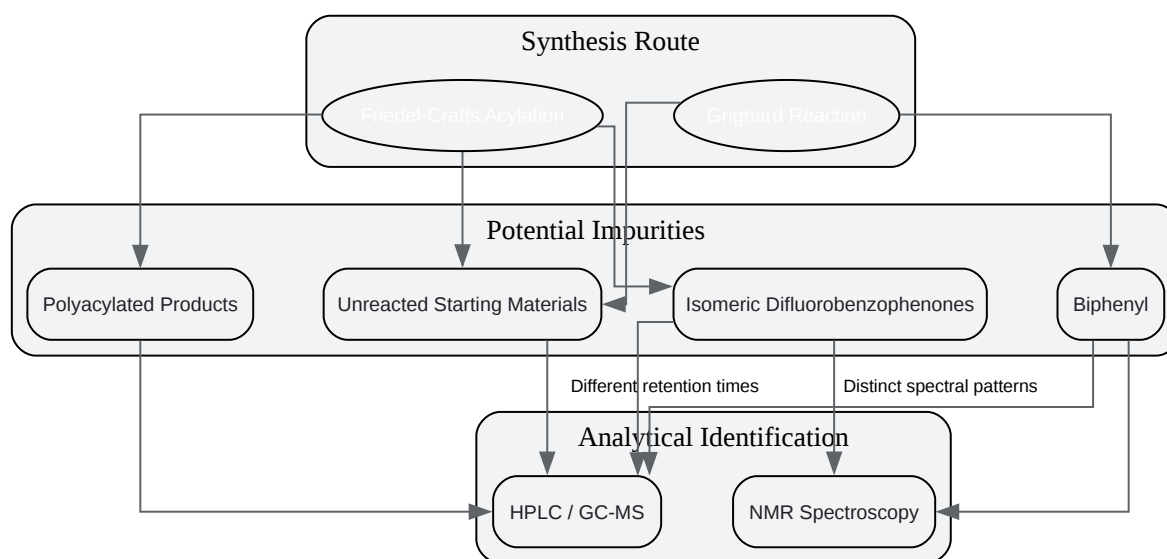 Synthesis Route
Friedel-Crafts Acylation
Grignard Reaction
Potential Impurities
Polyacylated Products
Unreacted Starting Materials
Isomeric Difluorobenzophenones
Biphenyl
Different retention times
Distinct spectral patterns
Analytical Identification
HPLC / GC-MS
NMR Spectroscopy